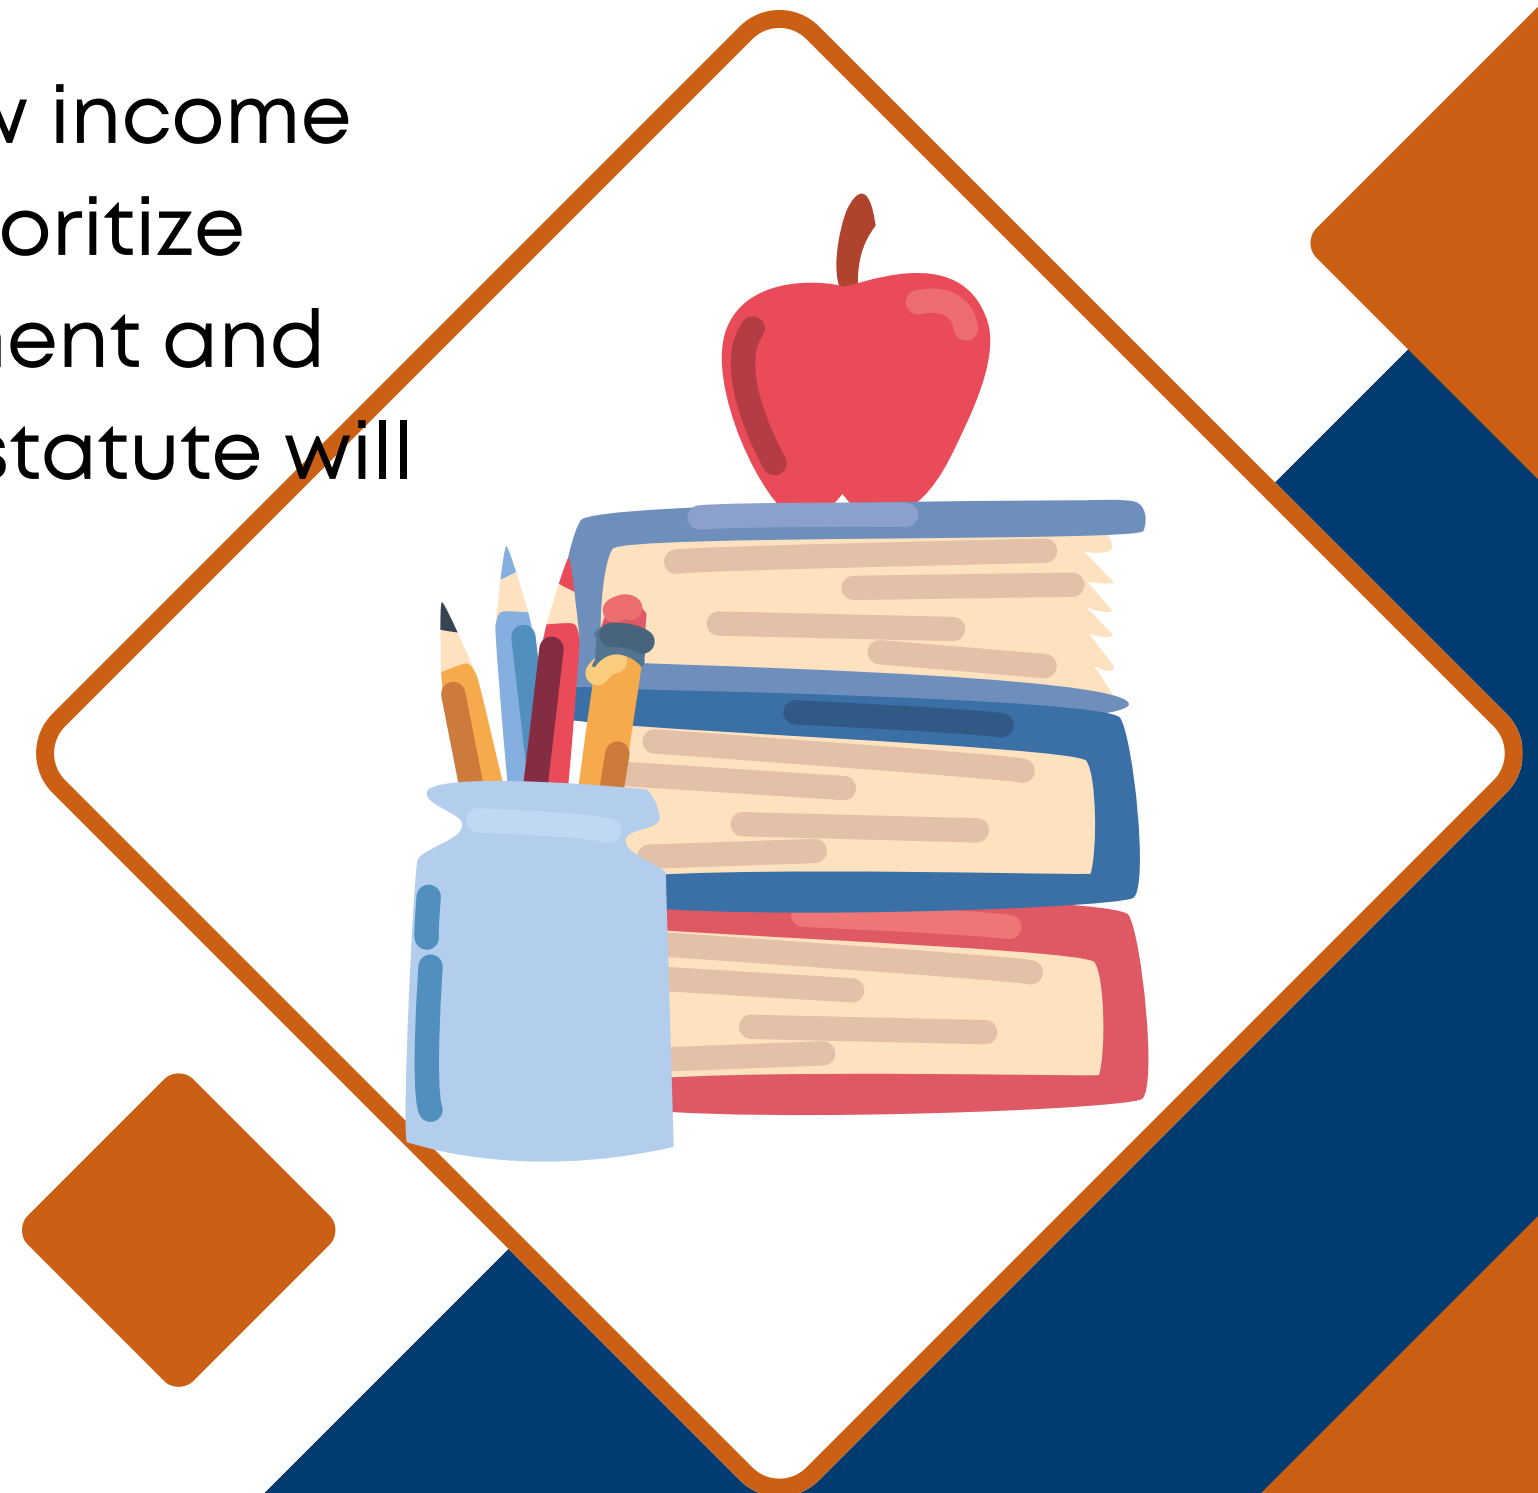 w income
oritize
ent and
statute will